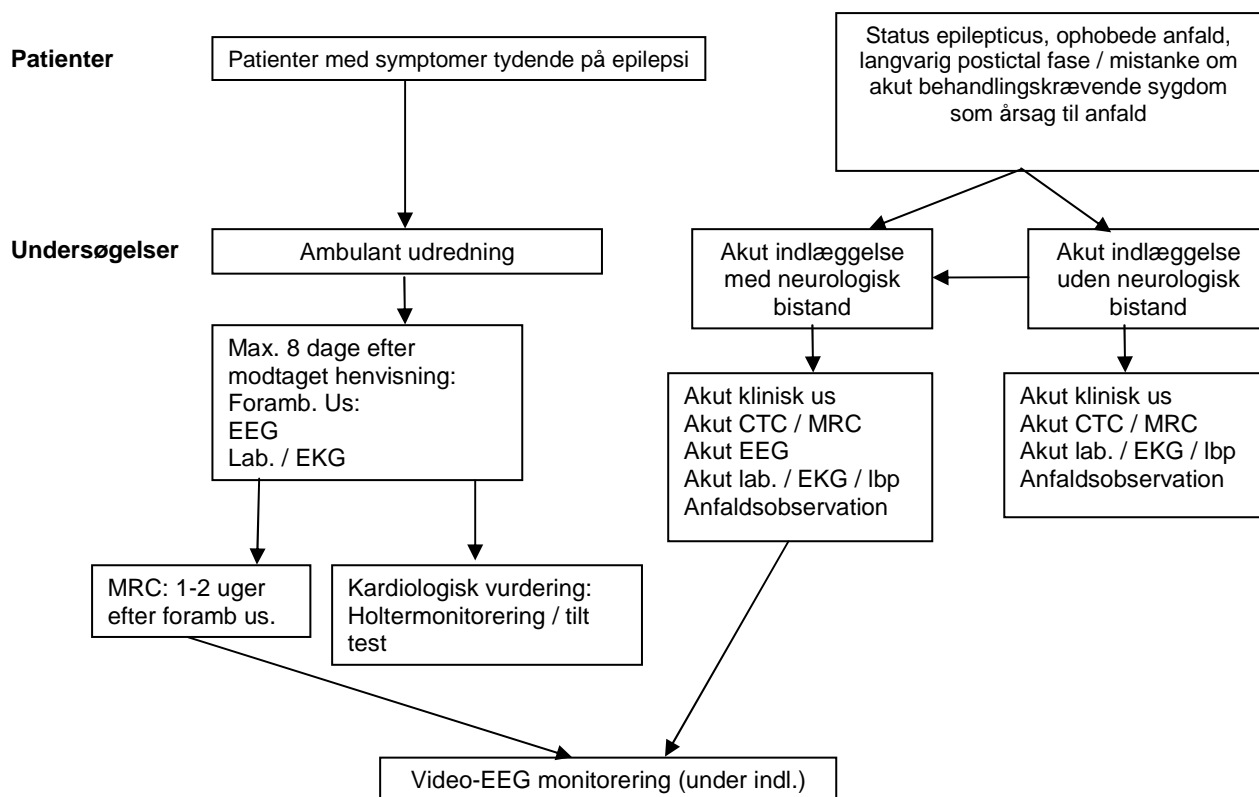 Patienter
Patienter med symptomer tydende på epilepsi
Status epilepticus, ophobede anfald,
langvarig postictal fase / mistanke om
akut behandlingskrævende sygdom
som årsag til anfald
Undersøgelser
Ambulant udredning
Akut indlæggelse
med neurologisk
bistand
Akut indlæggelse
uden neurologisk
bistand
Max. 8 dage efter
modtaget henvisning:
Foramb. Us:
EEG
Lab. / EKG
Akut klinisk us
Akut CTC / MRC
Akut EEG
Akut lab. / EKG / lbp
Anfaldsobservation
Akut klinisk us
Akut CTC / MRC
Akut lab. / EKG / lbp
Anfaldsobservation
MRC: 1-2 uger
efter foramb us.
Kardiologisk vurdering:
Holtermonitorering / tilt
test
Video-EEG monitorering (under indl.)